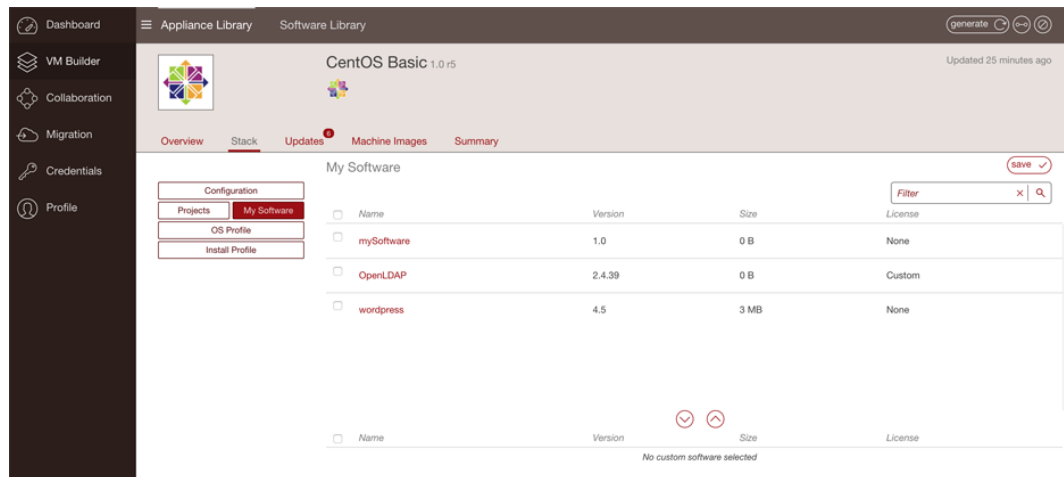 Dashboard
VM Builder
Collaboration
Migration
Credentials
Profile
Appliance Library Software Library generate
CentOS Basic 1.0 r5 Updated 25 minutes ago
Overview Stack Updates 6 Machine Images Summary
My Software save
Configuration
Projects My Software
OS Profile
Install Profile
Filter
Name Version Size License
mySoftware 1.0 0 B None
OpenLDAP 2.4.39 0 B Custom
wordpress 4.5 3 MB None
Name Version Size License
No custom software selected